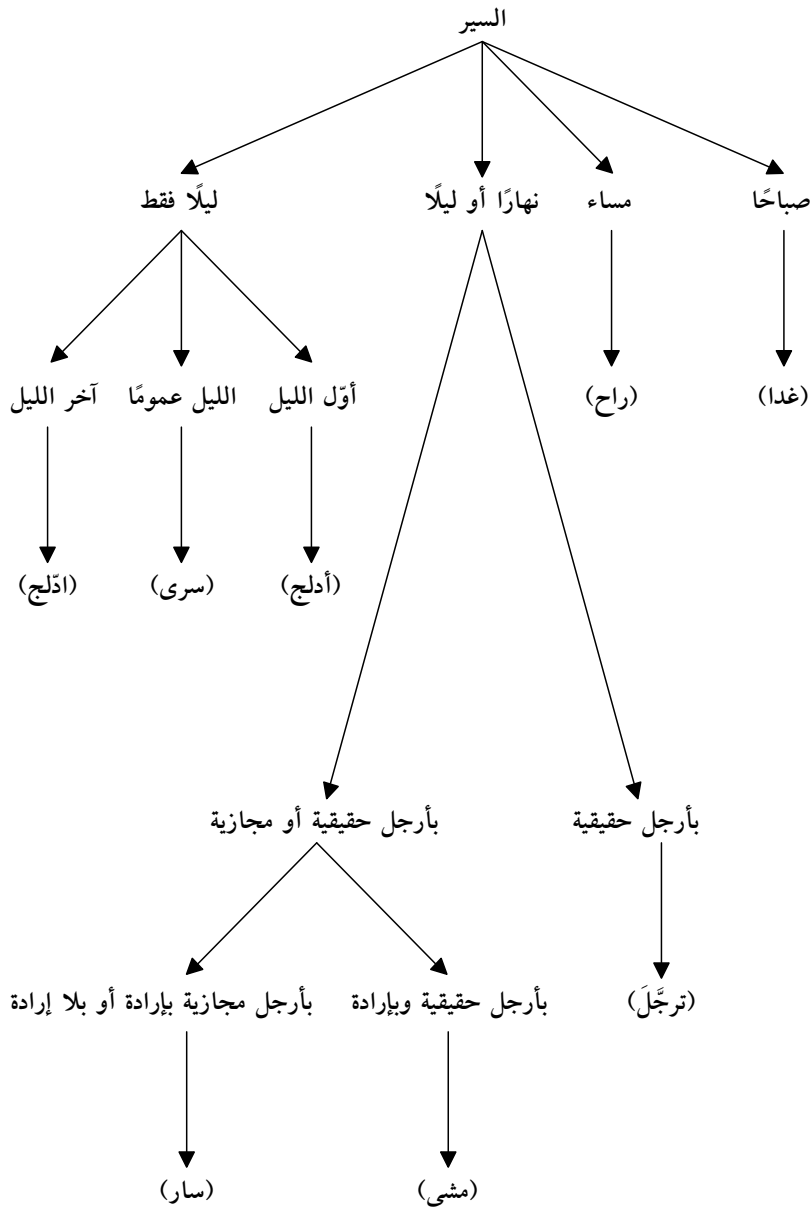 السير
صباحًا مساء نهارًا أو ليلًا ليلًا فقط
(غدا) (راح) أوّل الليل الليل عمومًا آخر الليل
(أدلج) (سرى) (ادّلج)
بأرجل حقيقية بأرجل حقيقية أو مجازية
(ترجَّلَ) بأرجل حقيقية وبإرادة بأرجل مجازية بإرادة أو بلا إرادة
(مشى) (سار)